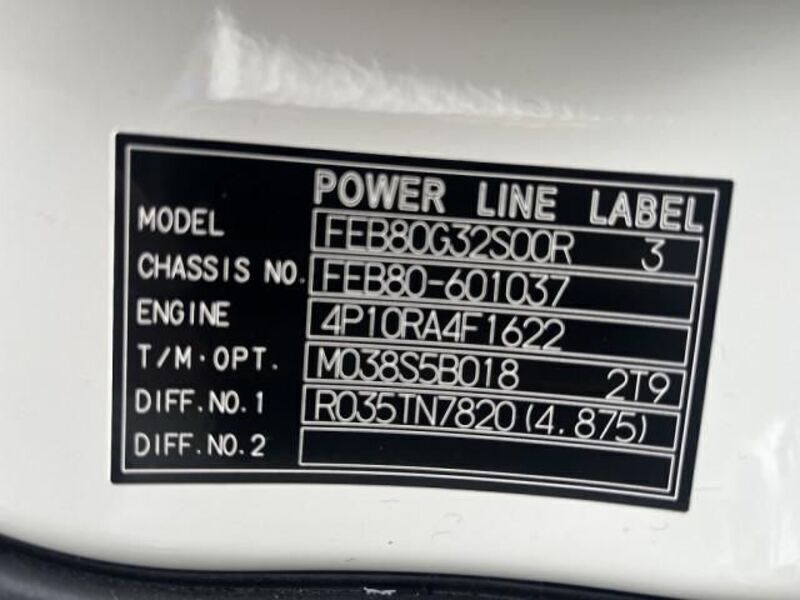 POWER LINE LABEL
MODEL FEB80G32S00R 3
CHASSIS NO. FEB80-601037
ENGINE 4P10RA4F1622
T/M·OPT. M038S5B018 2T9
DIFF.NO.1 R035TN7820(4.875)
DIFF.NO.2